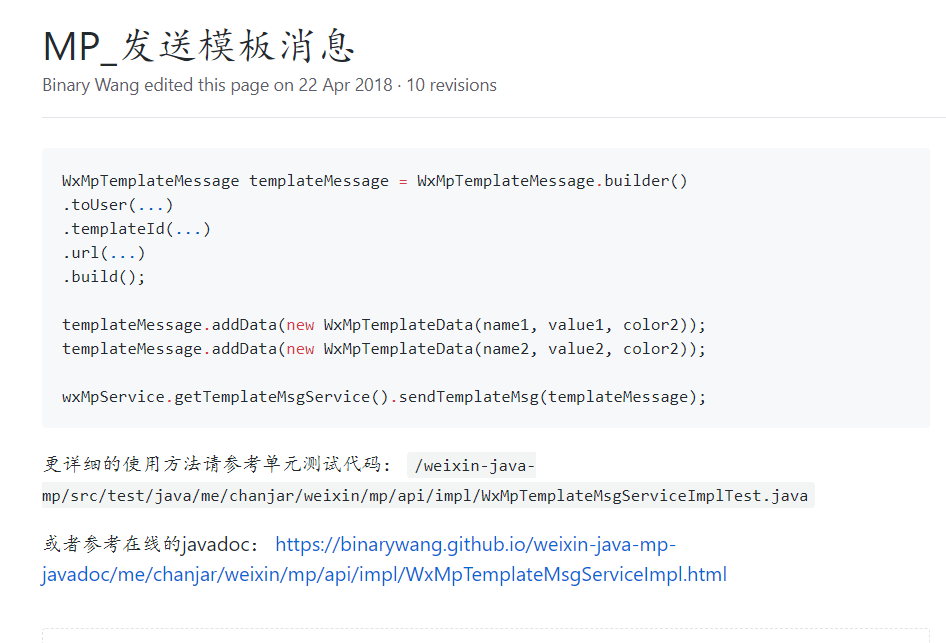 MP_发送模板消息
Binary Wang edited this page on 22 Apr 2018 · 10 revisions
WxMpTemplateMessage templateMessage = WxMpTemplateMessage.builder()
.toUser(...)
.templateId(...)
.url(...)
.build();
templateMessage.addData(new WxMpTemplateData(name1, value1, color2));
templateMessage.addData(new WxMpTemplateData(name2, value2, color2));
wxMpService.getTemplateMsgService().sendTemplateMsg(templateMessage);
更详细的使用方法请参考单元测试代码： /weixin-java-
mp/src/test/java/me/chanjar/weixin/mp/api/impl/WxMpTemplateMsgServiceImplTest.java
或者参考在线的javadoc： https://binarywang.github.io/weixin-java-mp-
javadoc/me/chanjar/weixin/mp/api/impl/WxMpTemplateMsgServiceImpl.html